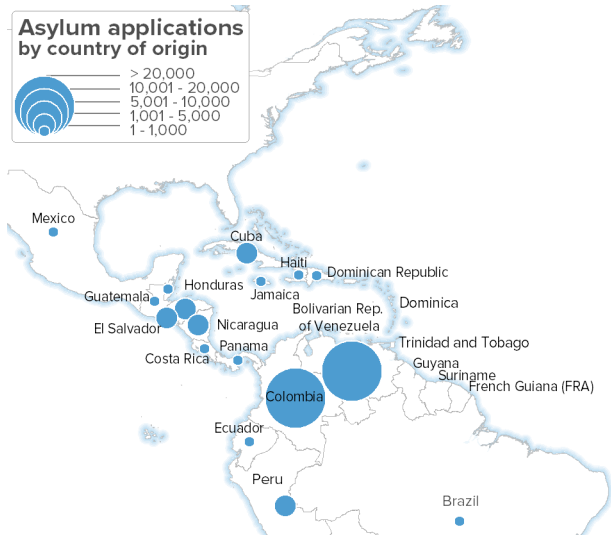 Asylum applications
by country of origin
> 20,000
10,001 - 20,000
5,001 - 10,000
1,001 - 5,000
1 - 1,000
Mexico
Cuba
Haiti
Dominican Republic
Guatemala
Honduras
Jamaica
Dominica
Bolivarian Rep.
of Venezuela
El Salvador
Nicaragua
Trinidad and Tobago
Panama
Costa Rica
Guyana
Suriname
French Guiana (FRA)
Colombia
Ecuador
Peru
Brazil